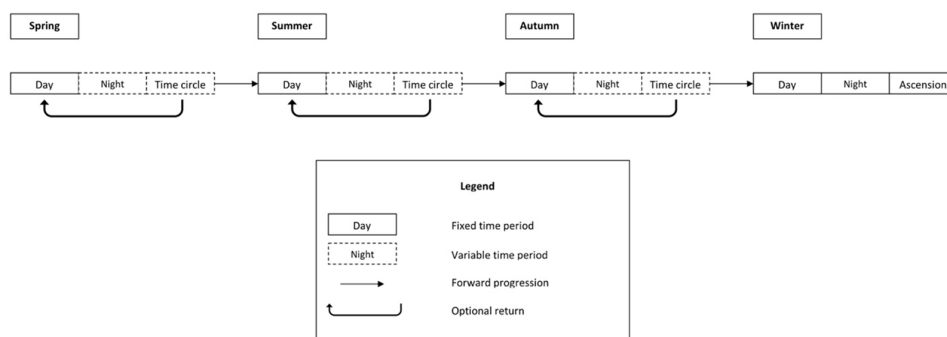 Spring Summer Autumn Winter
Day Night Time circle Day Night Time circle Day Night Time circle Day Night Ascension
Legend
Day Fixed time period
Night Variable time period
Forward progression
Optional return